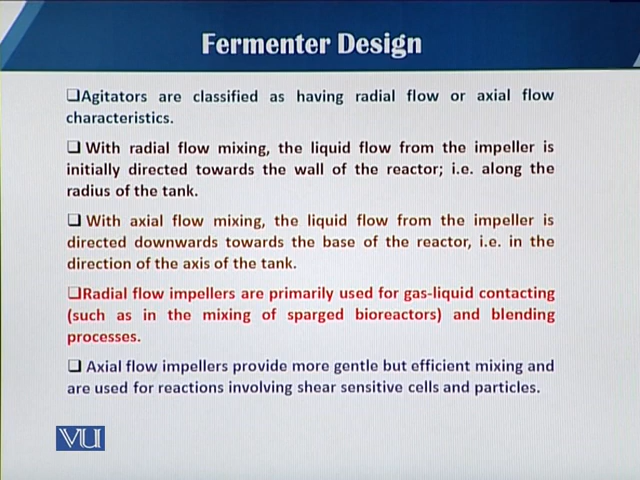 Fermenter Design
❑Agitators are classified as having radial flow or axial flow
characteristics.
❑ With radial flow mixing, the liquid flow from the impeller is
initially directed towards the wall of the reactor; i.e. along the
radius of the tank.
❑ With axial flow mixing, the liquid flow from the impeller is
directed downwards towards the base of the reactor, i.e. in the
direction of the axis of the tank.
❑Radial flow impellers are primarily used for gas-liquid contacting
(such as in the mixing of sparged bioreactors) and blending
processes.
❑ Axial flow impellers provide more gentle but efficient mixing and
are used for reactions involving shear sensitive cells and particles.
VU